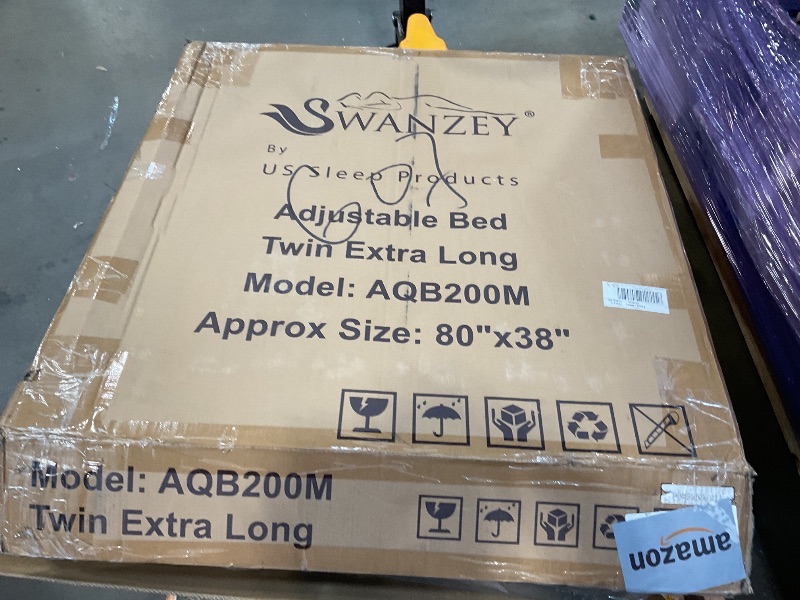 SWANZEY®
By
US Sleep Products
Adjustable Bed
Twin Extra Long
Model: AQB200M
Approx Size: 80"x38"
Model: AQB200M
Twin Extra Long
amazon